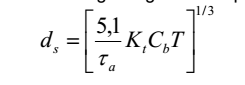 d_s = [ 5,1/τ_a K_t C_b T ]^{1/3}